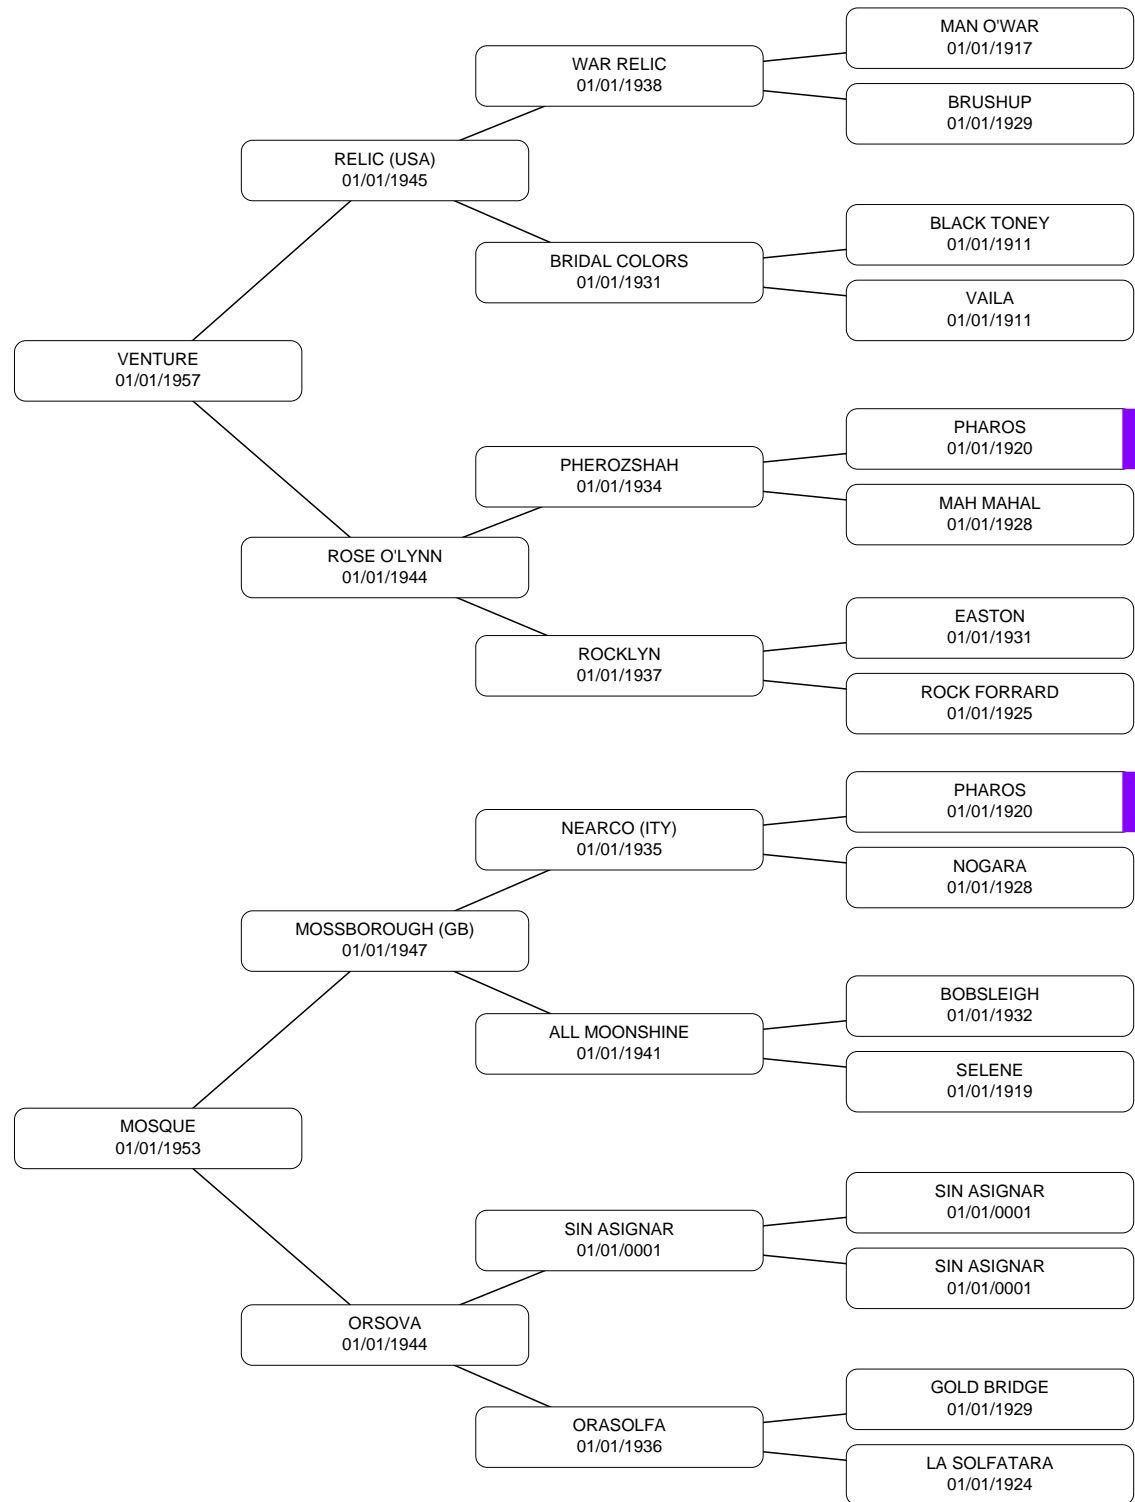 MAN O'WAR
01/01/1917
WAR RELIC
01/01/1938
BRUSHUP
01/01/1929
RELIC (USA)
01/01/1945
BLACK TONEY
01/01/1911
BRIDAL COLORS
01/01/1931
VAILA
01/01/1911
VENTURE
01/01/1957
PHAROS
01/01/1920
PHEROZSHAH
01/01/1934
MAH MAHAL
01/01/1928
ROSE O'LYNN
01/01/1944
EASTON
01/01/1931
ROCKLYN
01/01/1937
ROCK FORRARD
01/01/1925
PHAROS
01/01/1920
NEARCO (ITY)
01/01/1935
NOGARA
01/01/1928
MOSSBOROUGH (GB)
01/01/1947
BOBSLEIGH
01/01/1932
ALL MOONSHINE
01/01/1941
SELENE
01/01/1919
MOSQUE
01/01/1953
SIN ASIGNAR
01/01/0001
SIN ASIGNAR
01/01/0001
SIN ASIGNAR
01/01/0001
ORSOVA
01/01/1944
GOLD BRIDGE
01/01/1929
ORASOLFA
01/01/1936
LA SOLFATARA
01/01/1924